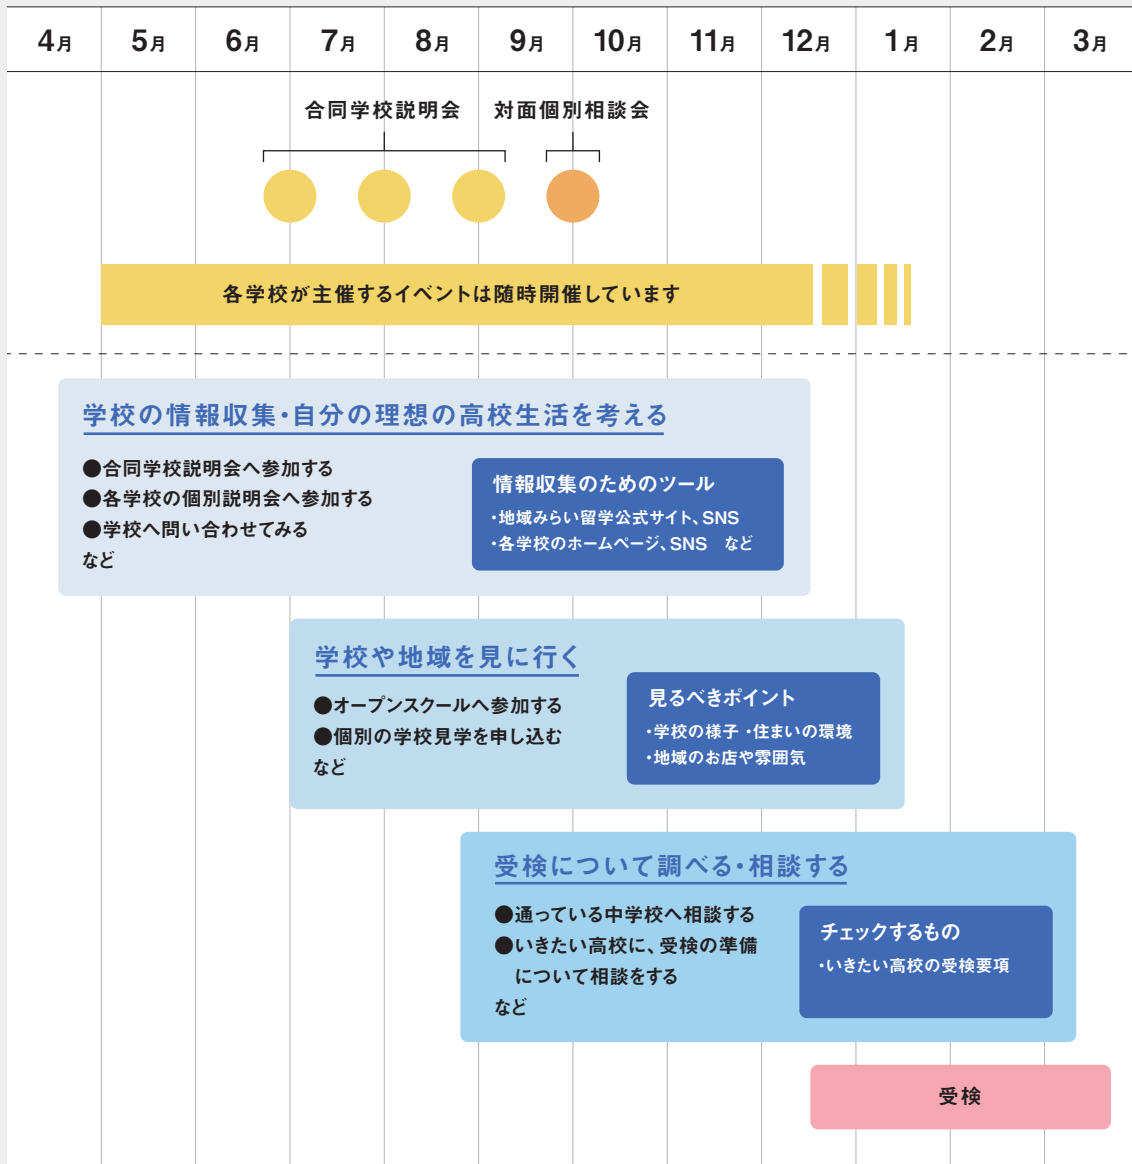 4月 5月 6月 7月 8月 9月 10月 11月 12月 1月 2月 3月
合同学校説明会 対面個別相談会
各学校が主催するイベントは随時開催しています
学校の情報収集・自分の理想の高校生活を考える
●合同学校説明会へ参加する
●各学校の個別説明会へ参加する
●学校へ問い合わせてみる
など
情報収集のためのツール
・地域みらい留学公式サイト、SNS
・各学校のホームページ、SNS　など
学校や地域を見に行く
●オープンスクールへ参加する
●個別の学校見学を申し込む
など
見るべきポイント
・学校の様子 ・住まいの環境
・地域のお店や雰囲気
受検について調べる・相談する
●通っている中学校へ相談する
●いきたい高校に、受検の準備
について相談をする
など
チェックするもの
・いきたい高校の受検要項
受検